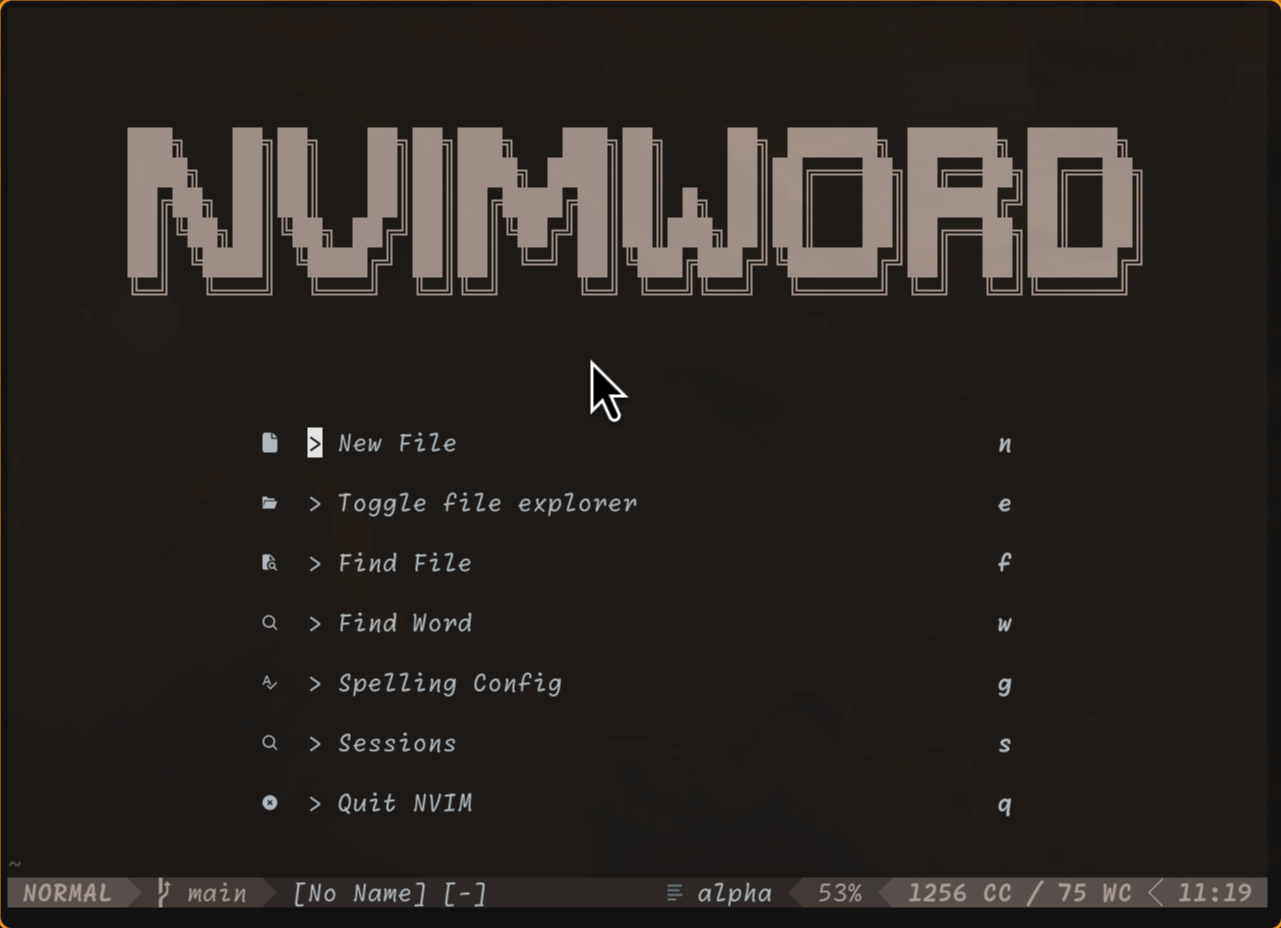 NVIMWORD
> New File n
> Toggle file explorer e
> Find File f
> Find Word w
> Spelling Config g
> Sessions s
> Quit NVIM q
~
NORMAL main [No Name] [-] alpha 53% 1256 CC / 75 WC 11:19